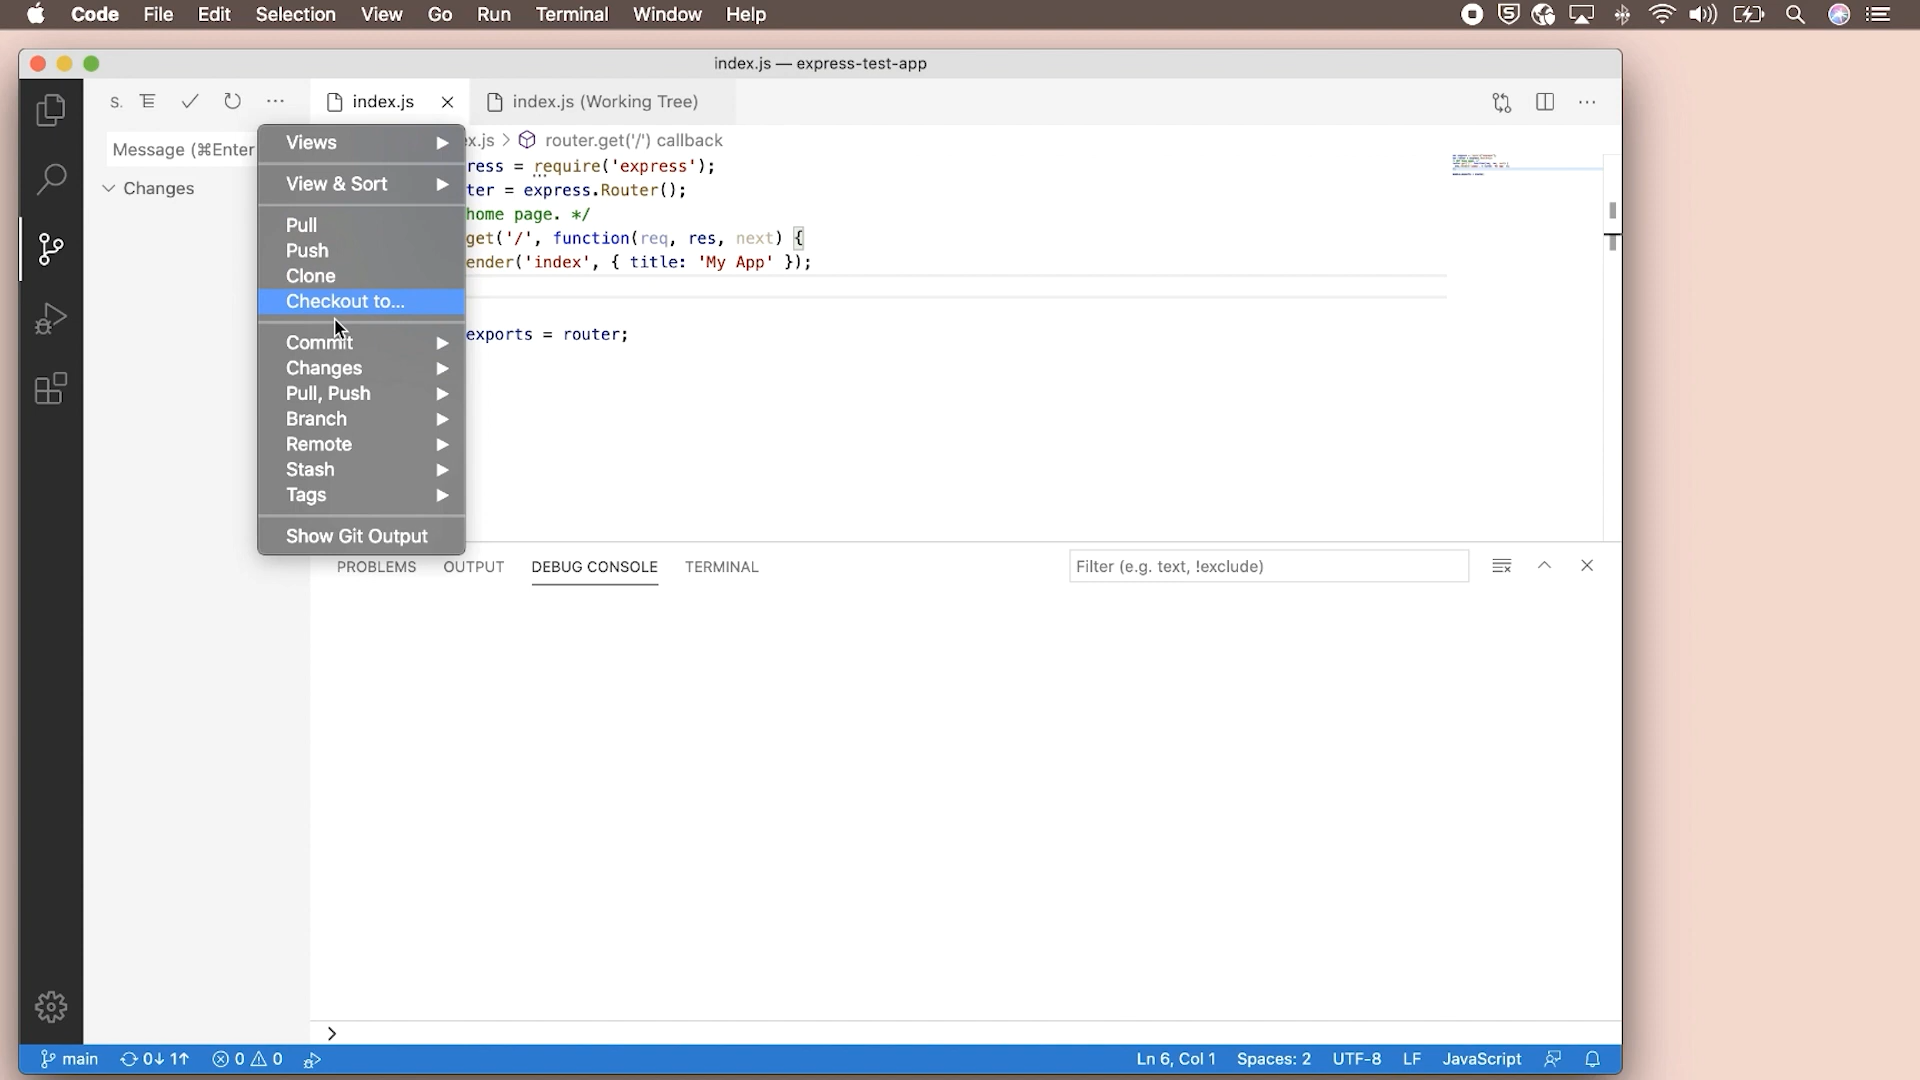 Code File Edit Selection View Go Run Terminal Window Help
index.js — express-test-app
S.
index.js
index.js (Working Tree)
Message (⌘Enter
Changes
Views
View & Sort
Pull
Push
Clone
Checkout to...
Commit
Changes
Pull, Push
Branch
Remote
Stash
Tags
Show Git Output
ex.js > router.get('/') callback
ress = require('express');
ter = express.Router();
home page. */
get('/', function(req, res, next) {
ender('index', { title: 'My App' });
exports = router;
PROBLEMS OUTPUT DEBUG CONSOLE TERMINAL
Filter (e.g. text, !exclude)
main 0↓ 1↑ 0 0
Ln 6, Col 1 Spaces: 2 UTF-8 LF JavaScript